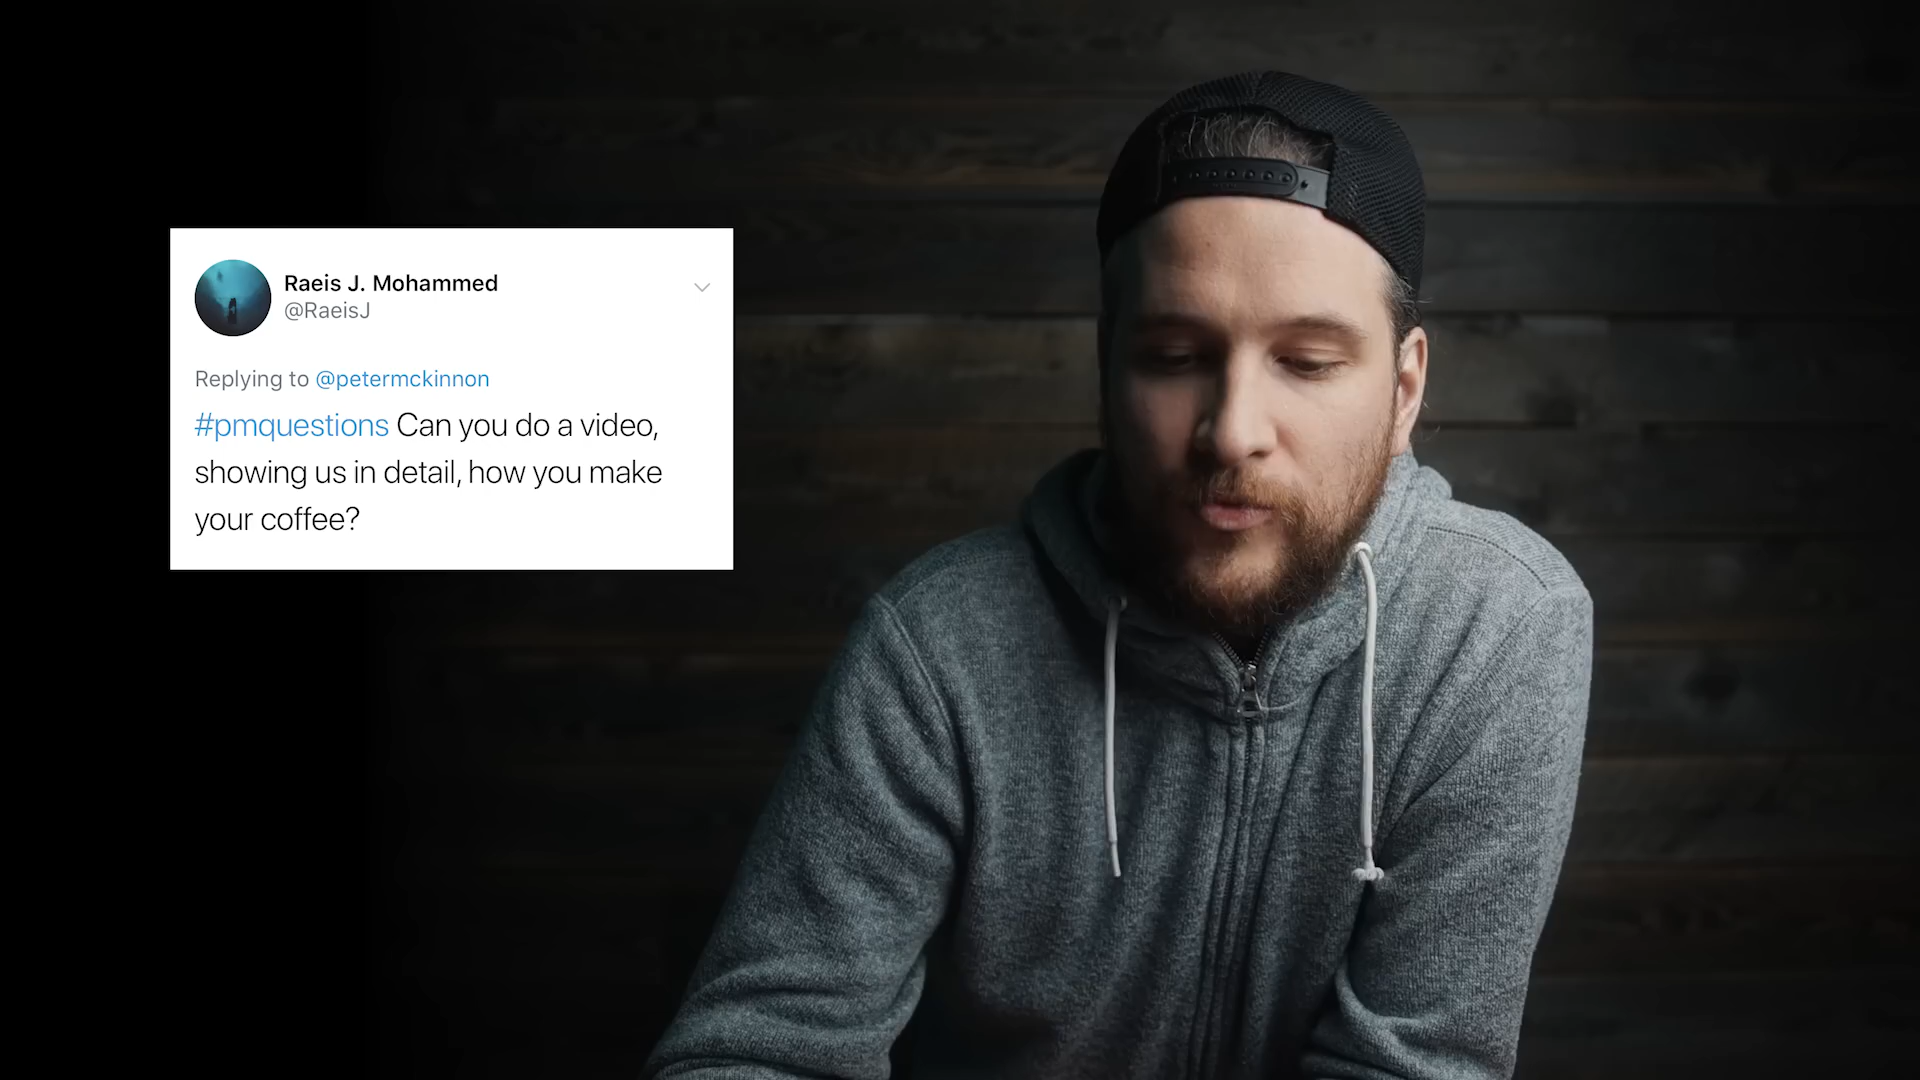 Raeis J. Mohammed
@RaeisJ
Replying to @petermckinnon
#pmquestions Can you do a video,
showing us in detail, how you make
your coffee?